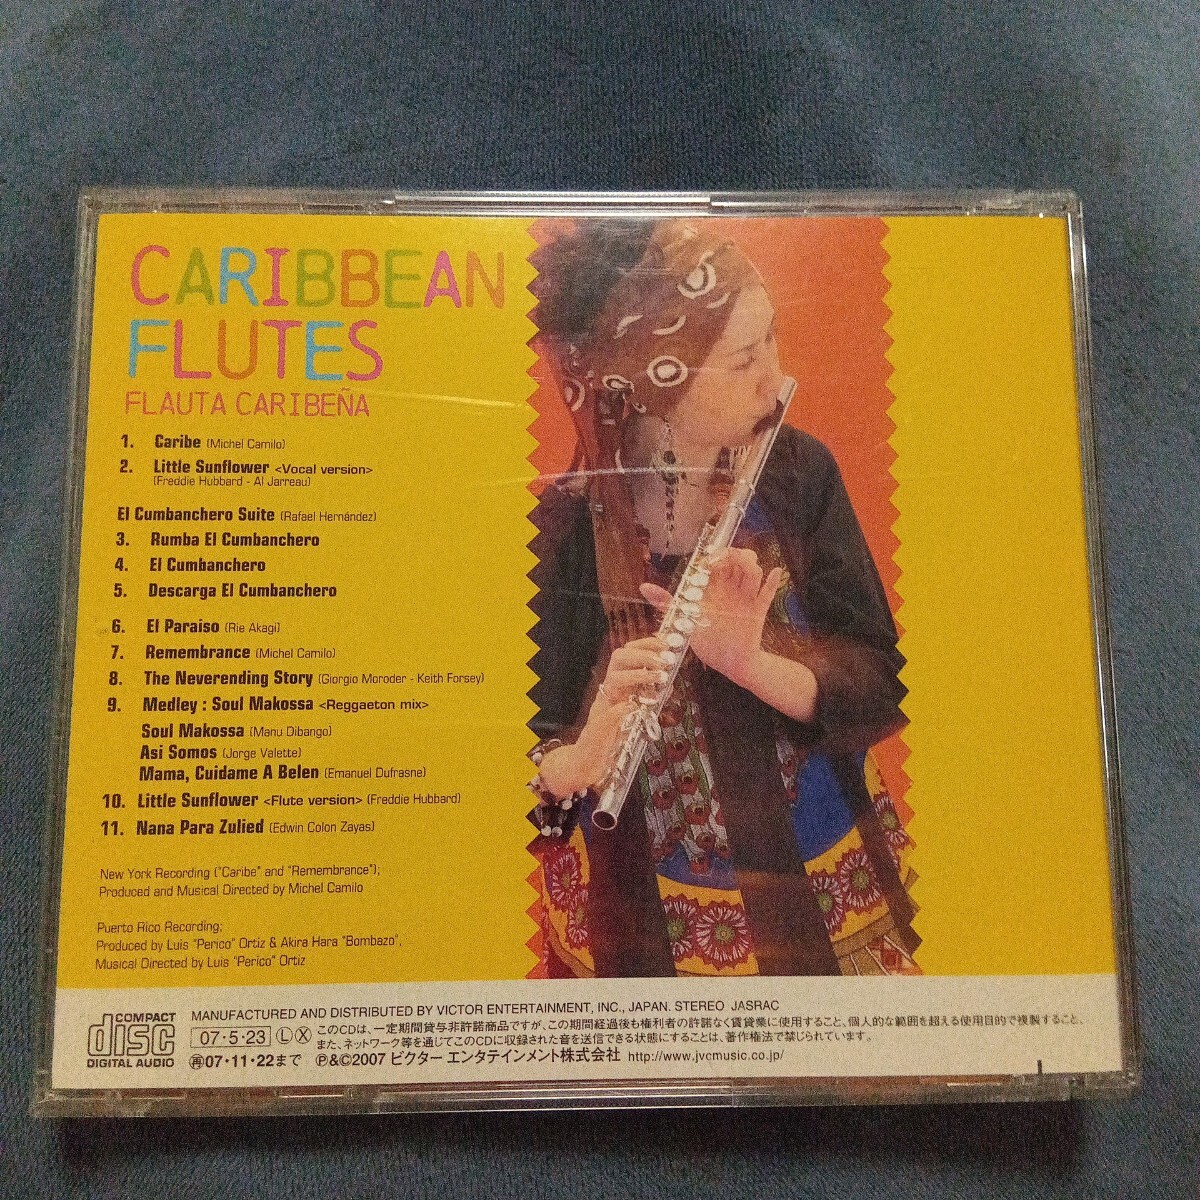 CARIBBEAN
FLUTES
FLAUTA CARIBEÑA
1. Caribe (Michel Camilo)
2. Little Sunflower <Vocal version>
(Freddie Hubbard - Al Jarreau)
El Cumbanchero Suite (Rafael Hernández)
3. Rumba El Cumbanchero
4. El Cumbanchero
5. Descarga El Cumbanchero
6. El Paraiso (Rie Akagi)
7. Remembrance (Michel Camilo)
8. The Neverending Story (Giorgio Moroder - Keith Forsey)
9. Medley : Soul Makossa <Reggaeton mix>
Soul Makossa (Manu Dibango)
Asi Somos (Jorge Velette)
Mama, Cuidame A Belen (Emanuel Dufrasne)
10. Little Sunflower <Flute version> (Freddie Hubbard)
11. Nana Para Zulied (Edwin Colon Zayas)
New York Recording ("Caribe" and "Remembrance");
Produced and Musical Directed by Michel Camilo
Puerto Rico Recording;
Produced by Luis "Perico" Ortiz & Akira Hara "Bombazo",
Musical Directed by Luis "Perico" Ortiz
COMPACT
disc
DIGITAL AUDIO
MANUFACTURED AND DISTRIBUTED BY VICTOR ENTERTAINMENT, INC., JAPAN. STEREO JASRAC
07・5・23 Ⓛ Ⓧ このCDは、一定期間貸与非許諾商品ですが、この期間経過後も権利者の許諾なく賃貸業に使用すること、個人的な範囲を超える使用目的で複製すること、
また、ネットワーク等を通じてこのCDに収録された音を送信できる状態にすることは、著作権法で禁じられています。
再07・11・22まで ℗&©2007 ビクター エンタテインメント株式会社 http://www.jvcmusic.co.jp/